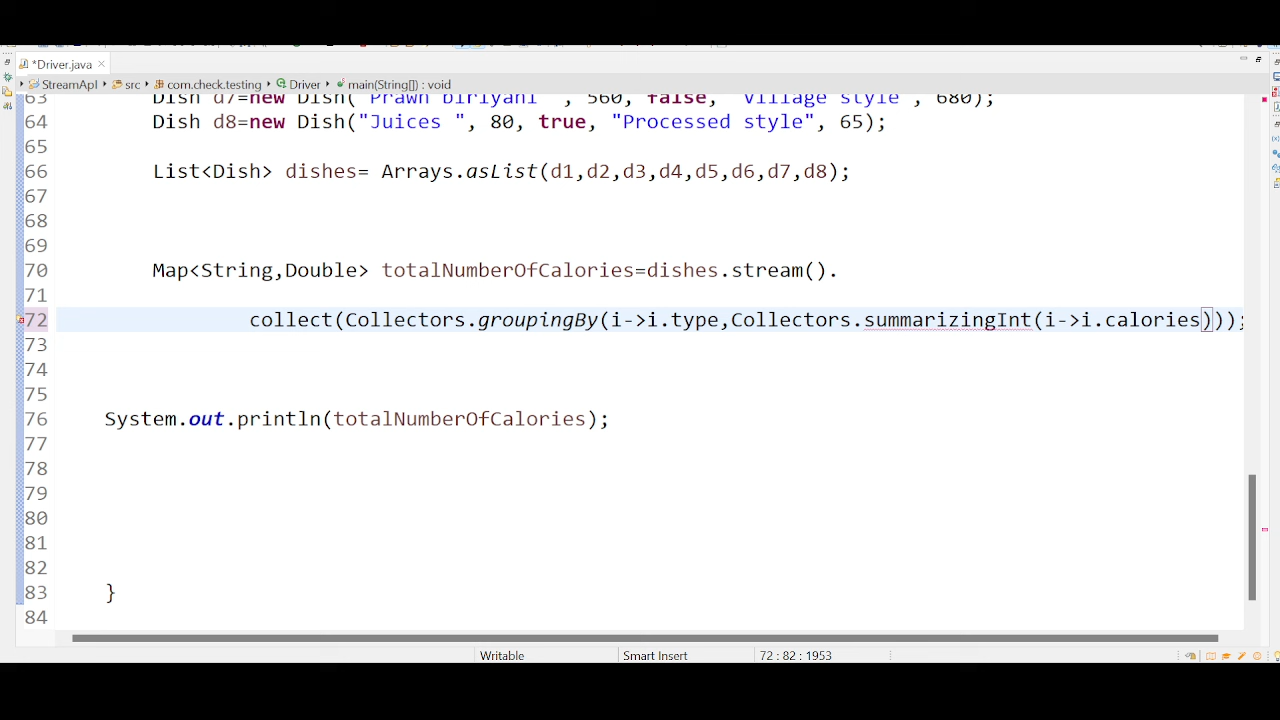 *Driver.java
StreamApI src com.check.testing Driver main(String[]) : void
63 Dish d7=new Dish("Prawn biriyani " , 560, false, "Village style", 680);
64 Dish d8=new Dish("Juices ", 80, true, "Processed style", 65);
65
66 List<Dish> dishes= Arrays.asList(d1,d2,d3,d4,d5,d6,d7,d8);
67
68
69
70 Map<String,Double> totalNumberOfCalories=dishes.stream().
71
72 collect(Collectors.groupingBy(i->i.type,Collectors.summarizingInt(i->i.calories)));
73
74
75
76 System.out.println(totalNumberOfCalories);
77
78
79
80
81
82
83 }
84
Writable Smart Insert 72 : 82 : 1953